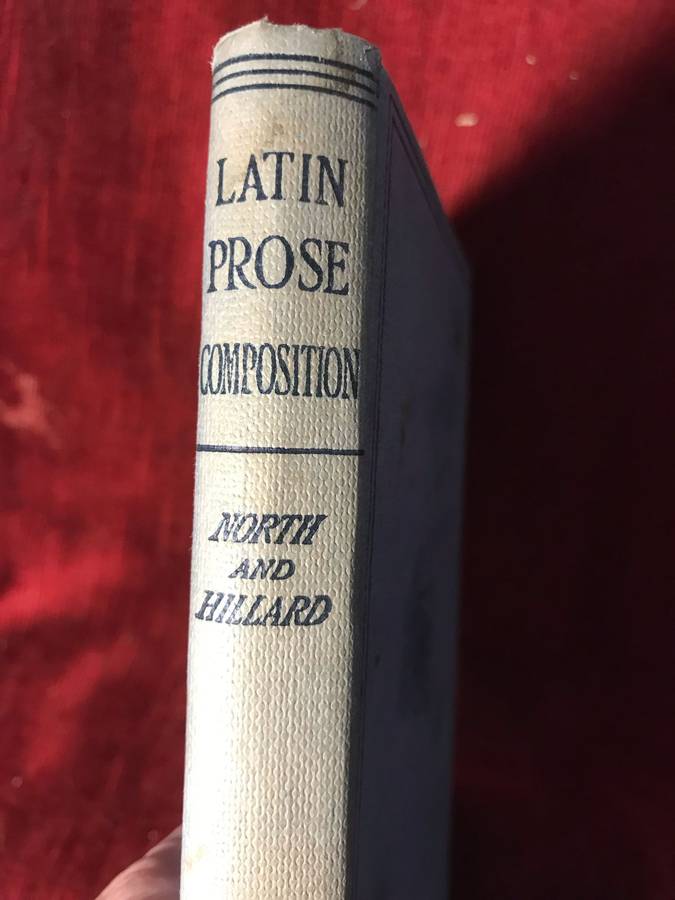 LATIN
PROSE
COMPOSITION
NORTH
AND
HILLARD